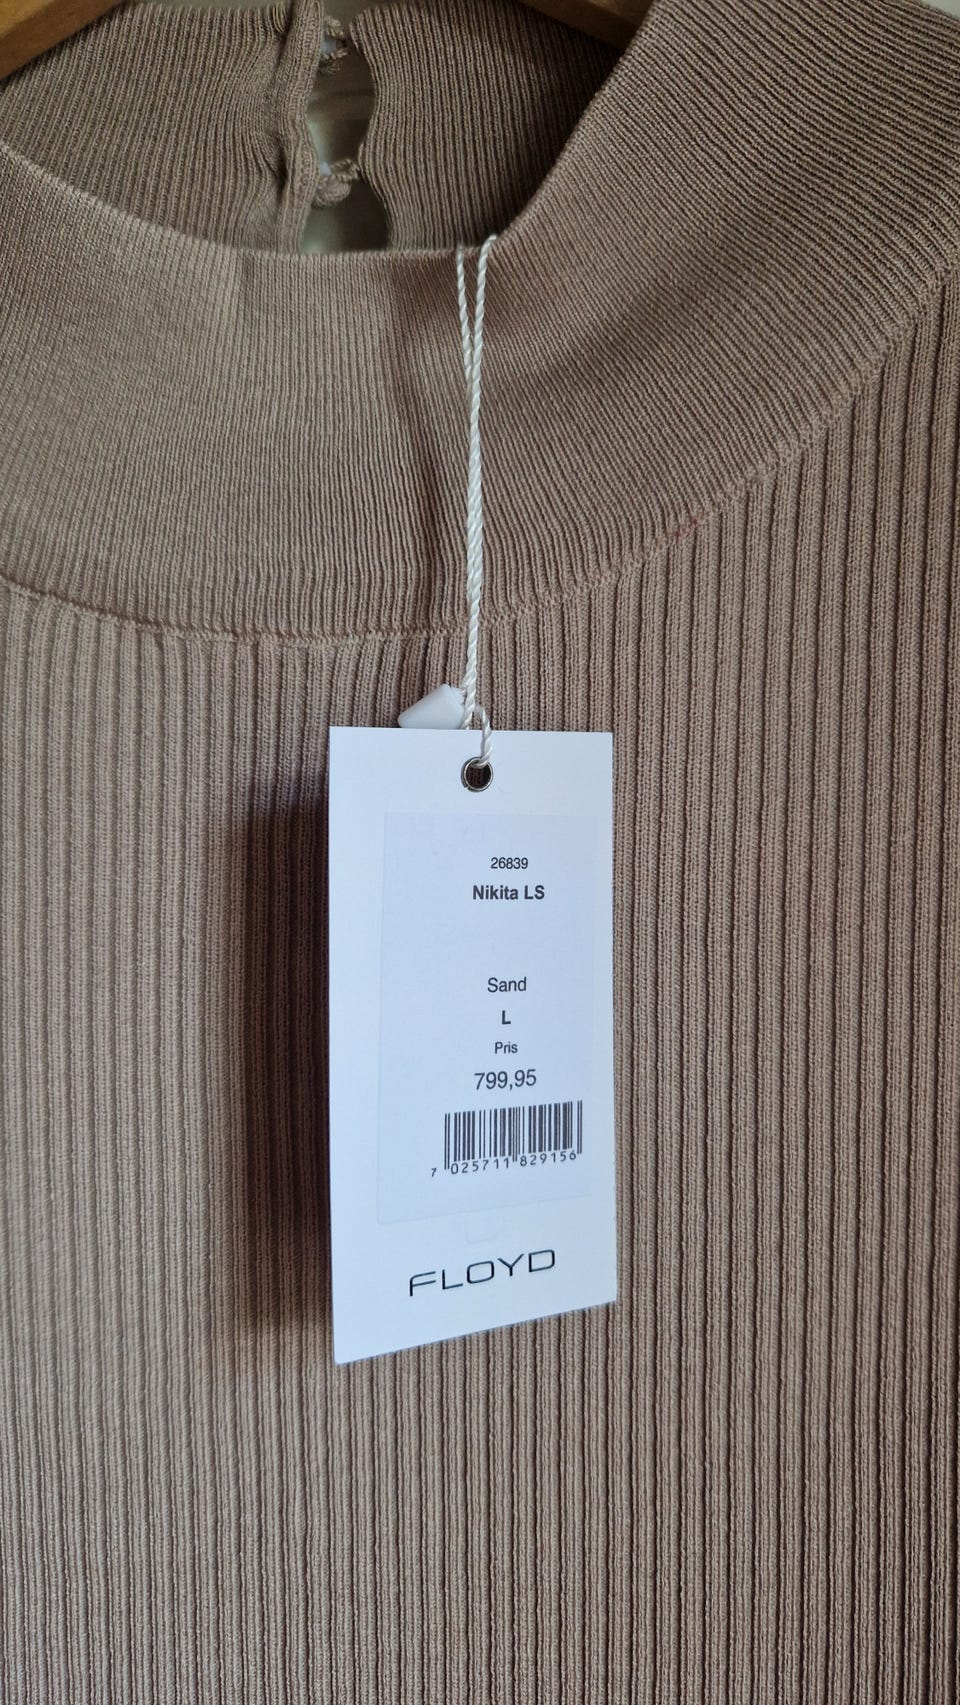 26839
Nikita LS
Sand
L
Pris
799,95
7 025711 829156
FLOYD